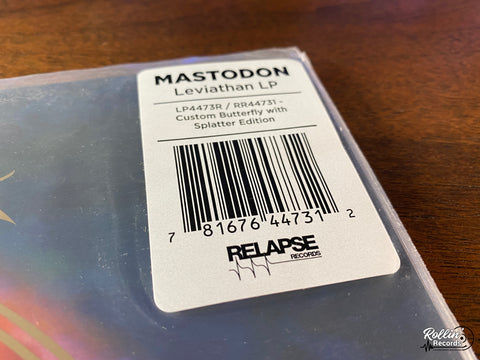 MASTODON
Leviathan LP
LP4473R / RR44731 -
Custom Butterfly with
Splatter Edition
7 81676 44731 2
RELAPSE
RECORDS
Rollin
Records